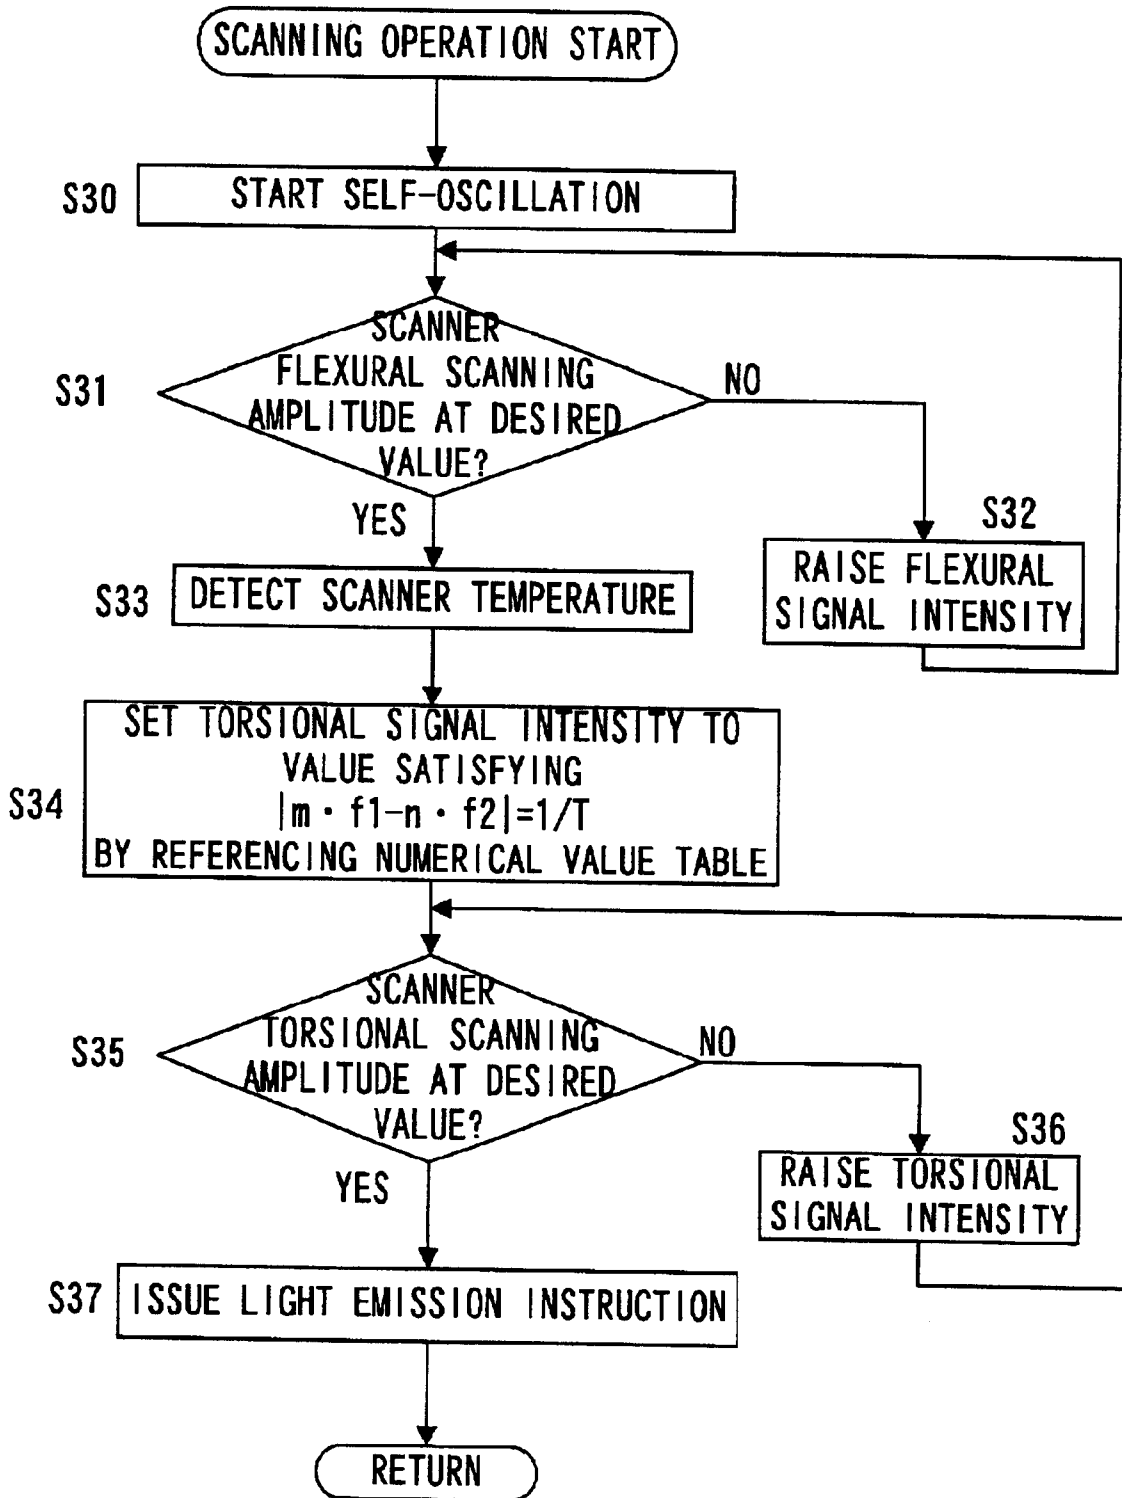 SCANNING OPERATION START
S30
START SELF-OSCILLATION
SCANNER
FLEXURAL SCANNING
AMPLITUDE AT DESIRED
VALUE?
S31
NO
YES
S32
RAISE FLEXURAL
SIGNAL INTENSITY
S33
DETECT SCANNER TEMPERATURE
S34
SET TORSIONAL SIGNAL INTENSITY TO
VALUE SATISFYING
|m・f1-n・f2|=1/T
BY REFERENCING NUMERICAL VALUE TABLE
SCANNER
TORSIONAL SCANNING
AMPLITUDE AT DESIRED
VALUE?
S35
NO
YES
S36
RAISE TORSIONAL
SIGNAL INTENSITY
S37
ISSUE LIGHT EMISSION INSTRUCTION
RETURN